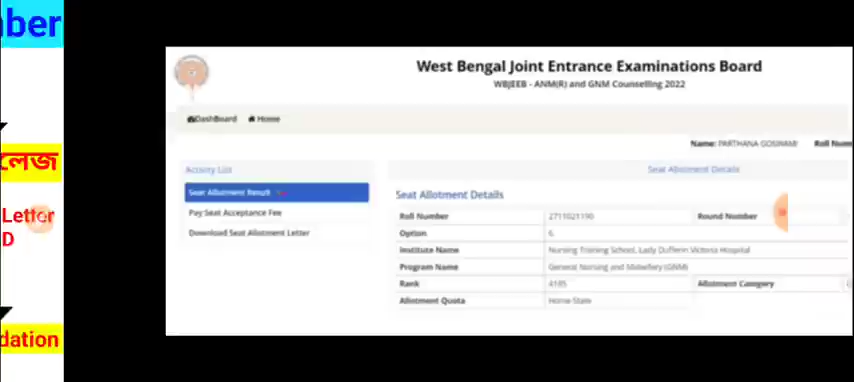 ber
লেজ
Letter
D
dation
West Bengal Joint Entrance Examinations Board
WBJEEB - ANM(R) and GNM Counselling 2022
DashBoard Home
Name: PARTHANA GOSWAMI Roll Num
Activity List
Seat Allotment Details
Seat Allotment Result
Pay Seat Acceptance Fee
Download Seat Allotment Letter
Seat Allotment Details
Roll Number 2711021190 Round Number
Option 6
Institute Name Nursing Training School, Lady Dufferin Victoria Hospital
Program Name General Nursing and Midwifery (GNM)
Rank 4185 Allotment Category
Allotment Quota Home State